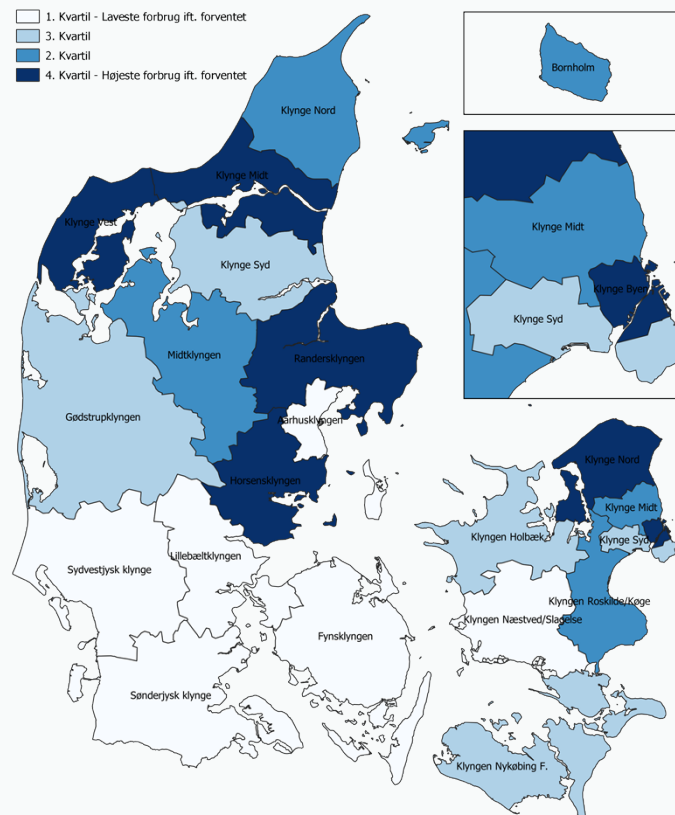 1. Kvartil - Laveste forbrug ift. forventet
3. Kvartil
2. Kvartil
4. Kvartil - Højeste forbrug ift. forventet
Bornholm
Klynge Nord
Klynge Midt
Klynge Vest
Klynge Syd
Midtklyngen
Randersklyngen
Gødstrupklyngen
Aarhusklyngen
Horsensklyngen
Lillebæltklyngen
Sydvestjysk klynge
Fynsklyngen
Sønderjysk klynge
Klynge Midt
Klynge Byen
Klynge Syd
Klynge Nord
Klynge Midt
Klyngen Holbæk
Klynge Syd
Klyngen Roskilde/Køge
Klyngen Næstved/Slagelse
Klyngen Nykøbing F.